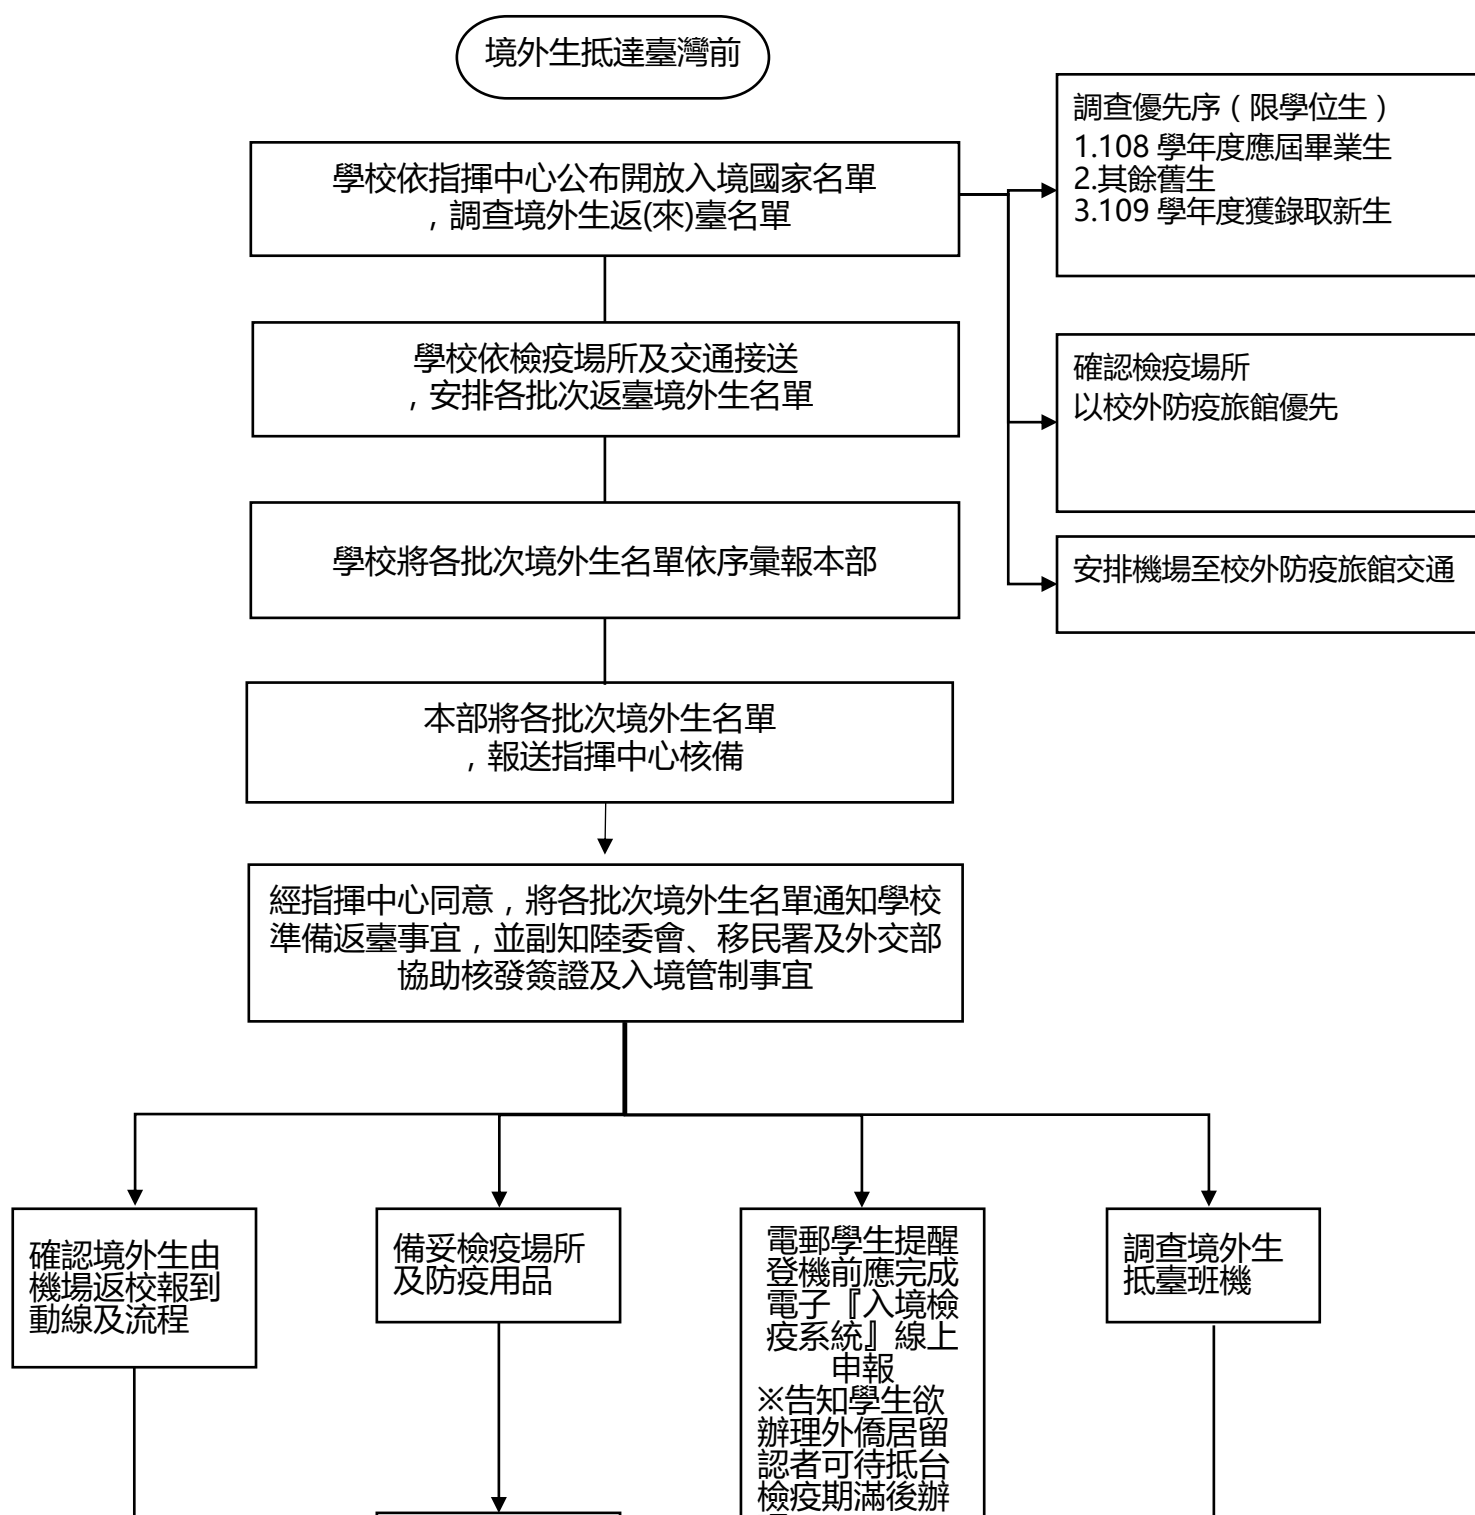 境外生抵達臺灣前
調查優先序（限學位生）
1.108 學年度應屆畢業生
2.其餘舊生
3.109 學年度獲錄取新生
學校依指揮中心公布開放入境國家名單
，調查境外生返(來)臺名單
學校依檢疫場所及交通接送
，安排各批次返臺境外生名單
確認檢疫場所
以校外防疫旅館優先
學校將各批次境外生名單依序彙報本部
安排機場至校外防疫旅館交通
本部將各批次境外生名單
，報送指揮中心核備
經指揮中心同意，將各批次境外生名單通知學校
準備返臺事宜，並副知陸委會、移民署及外交部
協助核發簽證及入境管制事宜
確認境外生由
機場返校報到
動線及流程
備妥檢疫場所
及防疫用品
電郵學生提醒
登機前應完成
電子『入境檢
疫系統』線上
申報
※告知學生欲
辦理外僑居留
認者可待抵台
檢疫期滿後辦
調查境外生
抵臺班機